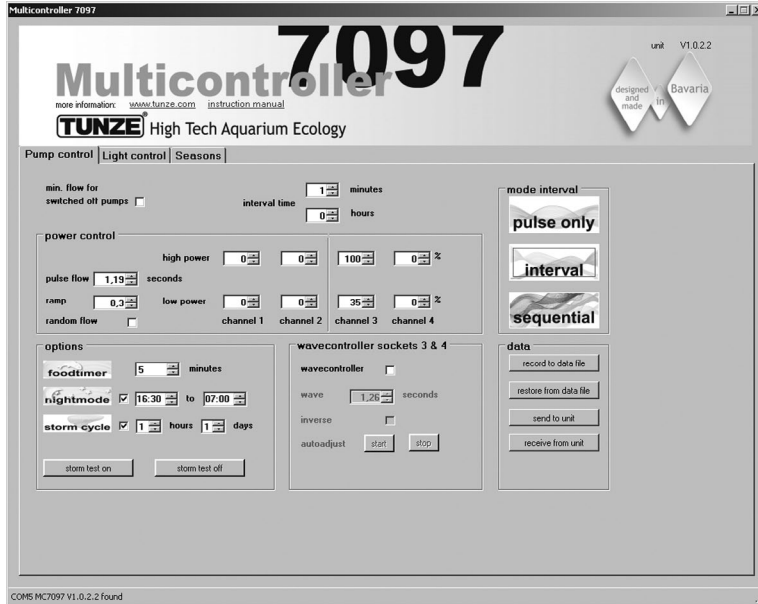 Multicontroller 7097
7097
unit V1.0.2.2
Multicontroller
more information: www.tunze.com instruction manual
designed and made in Bavaria
TUNZE® High Tech Aquarium Ecology
Pump control Light control Seasons
min. flow for
switched off pumps
interval time
1 minutes
0 hours
mode interval
pulse only
interval
sequential
power control
high power 0 0 100 0 %
pulse flow 1,19 seconds
ramp 0,3 low power 0 0 35 0 %
random flow channel 1 channel 2 channel 3 channel 4
options
foodtimer 5 minutes
nightmode 16:30 to 07:00
storm cycle 1 hours 1 days
storm test on storm test off
wavecontroller sockets 3 & 4
wavecontroller
wave 1,26 seconds
inverse
autoadjust start stop
data
record to data file
restore from data file
send to unit
receive from unit
COM5 MC7097 V1.0.2.2 found